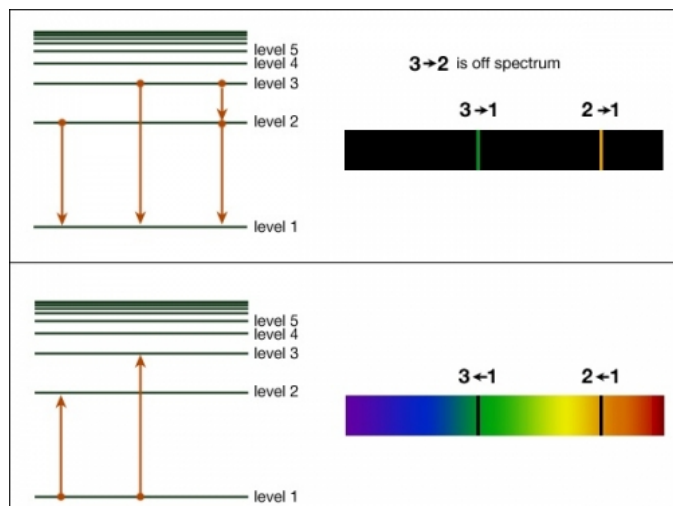 level 5
level 4
level 3
level 2
level 1
3→2 is off spectrum
3→1 2→1
level 5
level 4
level 3
level 2
level 1
3←1 2←1